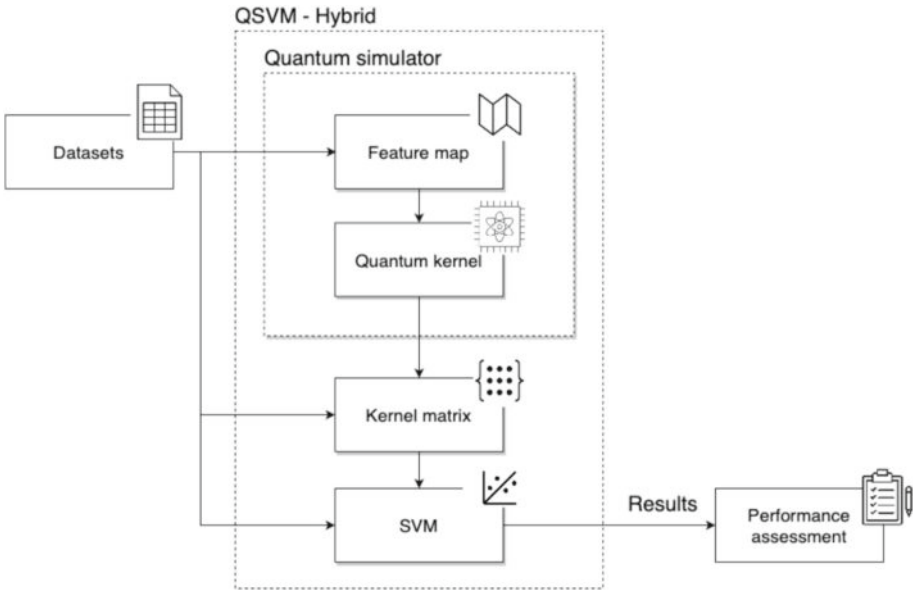 QSVM - Hybrid
Quantum simulator
Datasets
Feature map
Quantum kernel
Kernel matrix
SVM
Results
Performance
assessment